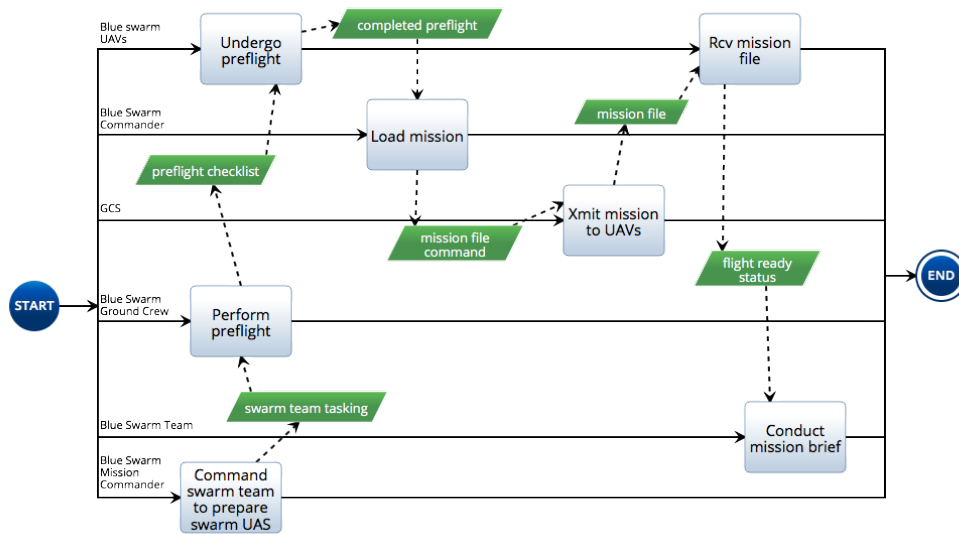 Blue swarm
UAVs
Undergo
preflight
completed preflight
Rcv mission
file
Blue Swarm
Commander
Load mission
mission file
preflight checklist
GCS
Xmit mission
to UAVs
mission file
command
flight ready
status
START
END
Blue Swarm
Ground Crew
Perform
preflight
swarm team tasking
Blue Swarm Team
Conduct
mission brief
Blue Swarm
Mission
Commander
Command
swarm team
to prepare
swarm UAS